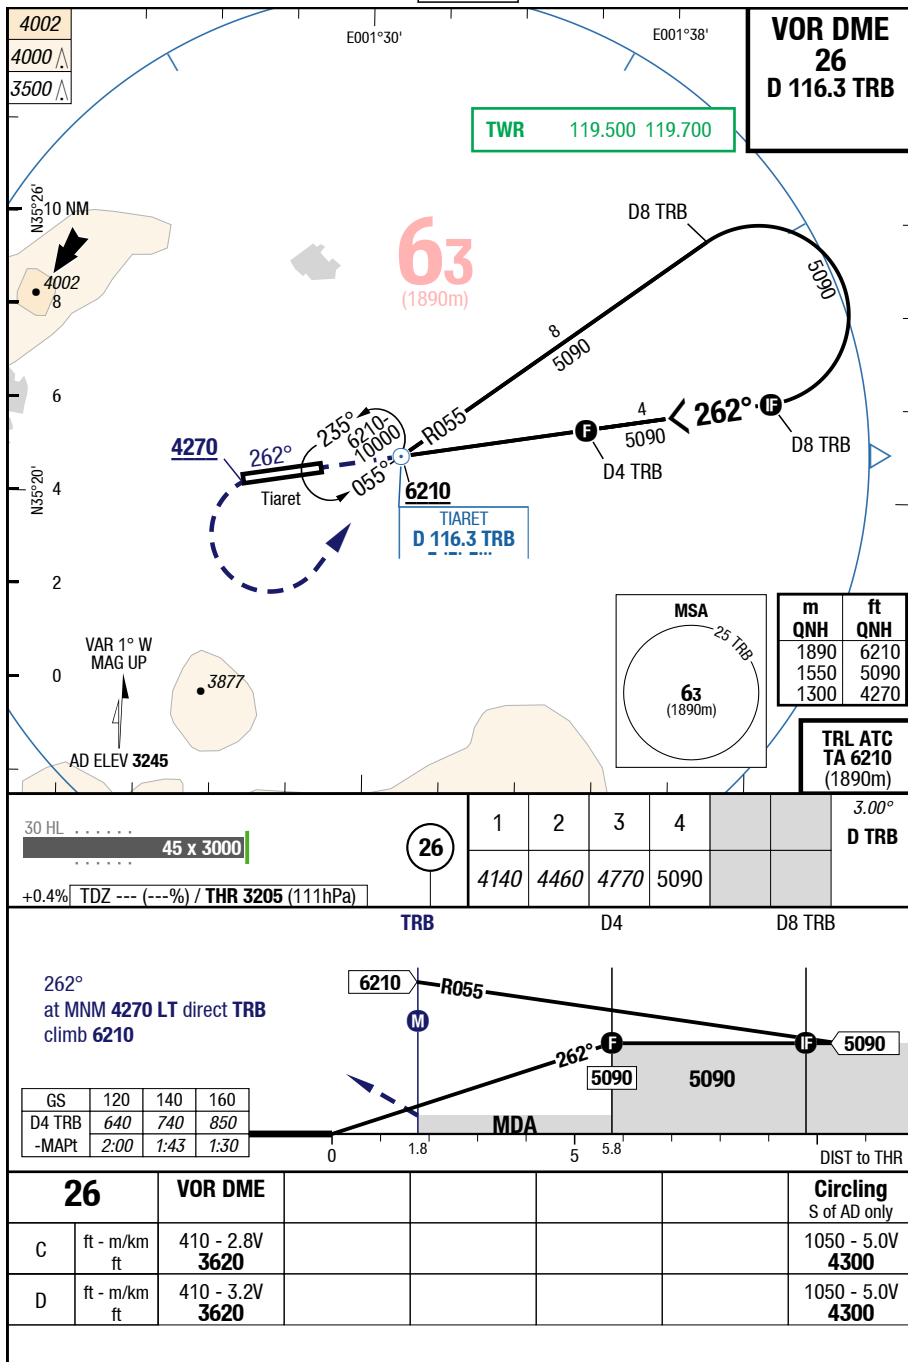 4002
4000
3500
E001°30'
E001°38'
VOR DME
26
D 116.3 TRB
TWR 119.500 119.700
N35°26'
10 NM
4002
8
6
4
2
0
N35°20'
63
(1890m)
D8 TRB
5090
8
5090
R055
4
5090
262°
IF
D8 TRB
F
D4 TRB
235°
6210-
10000
055°
4270
262°
Tiaret
6210
TIARET
D 116.3 TRB
VAR 1° W
MAG UP
3877
AD ELEV 3245
MSA
25 TRB
63
(1890m)
m ft
QNH QNH
1890 6210
1550 5090
1300 4270
TRL ATC
TA 6210
(1890m)
30 HL
45 x 3000
+0.4% TDZ --- (---%) / THR 3205 (111hPa)
26
1 2 3 4
4140 4460 4770 5090
3.00°
D TRB
TRB D4 D8 TRB
262°
at MNM 4270 LT direct TRB
climb 6210
6210
R055
M
262°
F
IF
5090
5090
5090
MDA
GS 120 140 160
D4 TRB 640 740 850
-MAPt 2:00 1:43 1:30
0 1.8 5 5.8 DIST to THR
26 VOR DME Circling
S of AD only
C ft - m/km 410 - 2.8V 1050 - 5.0V
ft 3620 4300
D ft - m/km 410 - 3.2V 1050 - 5.0V
ft 3620 4300